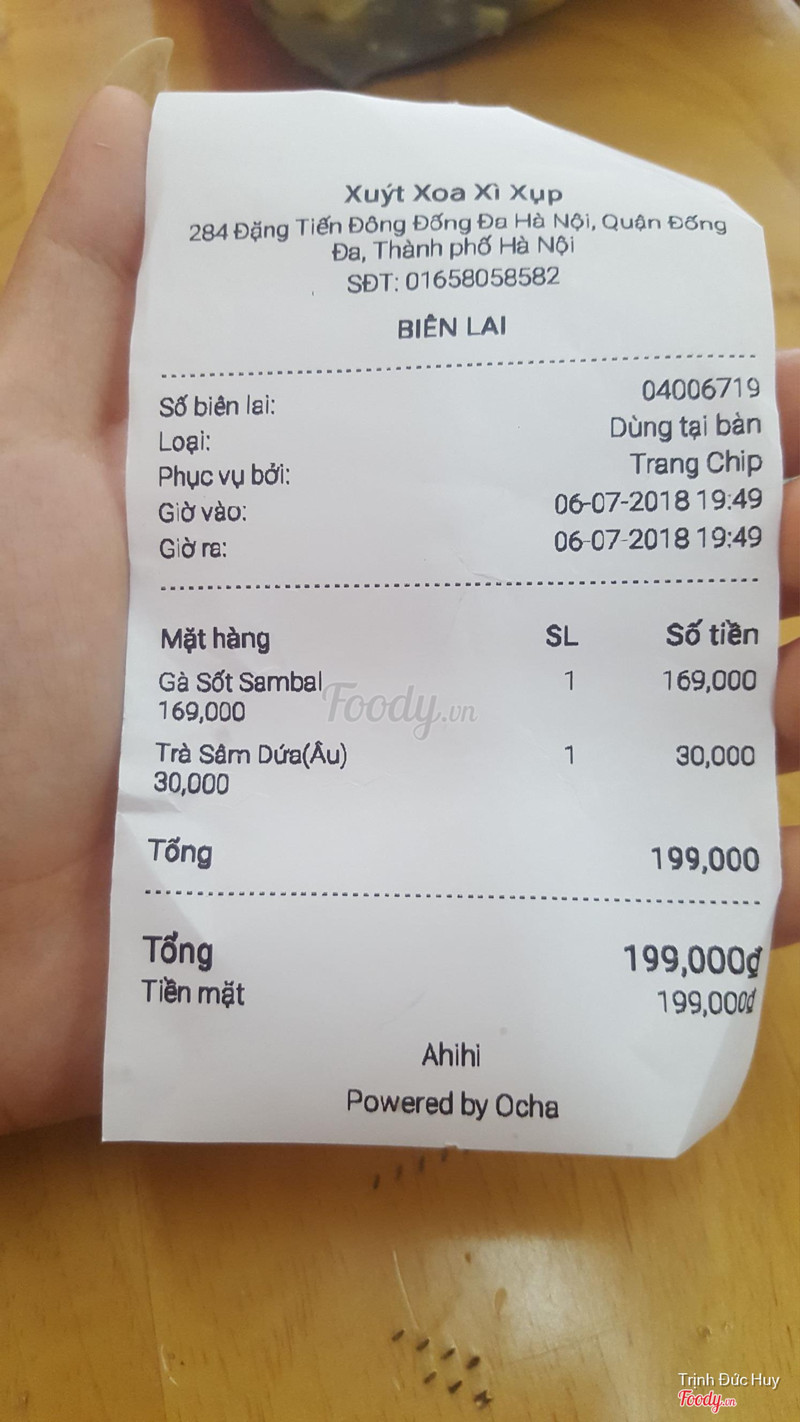 Xuýt Xoa Xì Xụp
284 Đặng Tiến Đông Đống Đa Hà Nội, Quận Đống
Đa, Thành phố Hà Nội
SĐT: 01658058582
BIÊN LAI
Số biên lai: 04006719
Loại: Dùng tại bàn
Phục vụ bởi: Trang Chip
Giờ vào: 06-07-2018 19:49
Giờ ra: 06-07-2018 19:49
Mặt hàng SL Số tiền
Gà Sốt Sambal 1 169,000
169,000
Trà Sâm Dứa(Âu) 1 30,000
30,000
Tổng 199,000
Tổng 199,000₫
Tiền mặt 199,000₫
Ahihi
Powered by Ocha
Foody.vn
Trịnh Đức Huy
Foody.vn